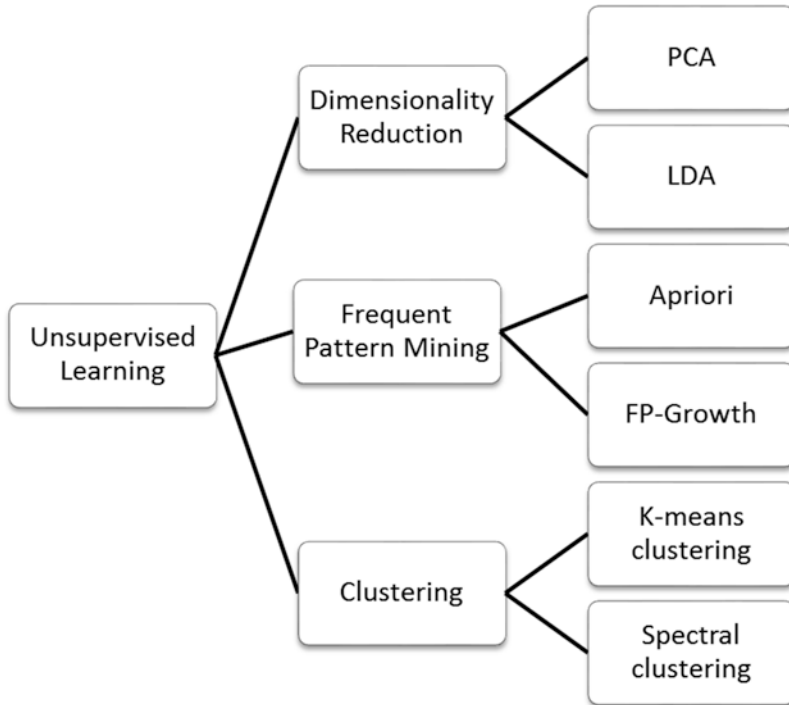 PCA
Dimensionality
Reduction
LDA
Apriori
Unsupervised
Learning
Frequent
Pattern Mining
FP-Growth
K-means
clustering
Clustering
Spectral
clustering